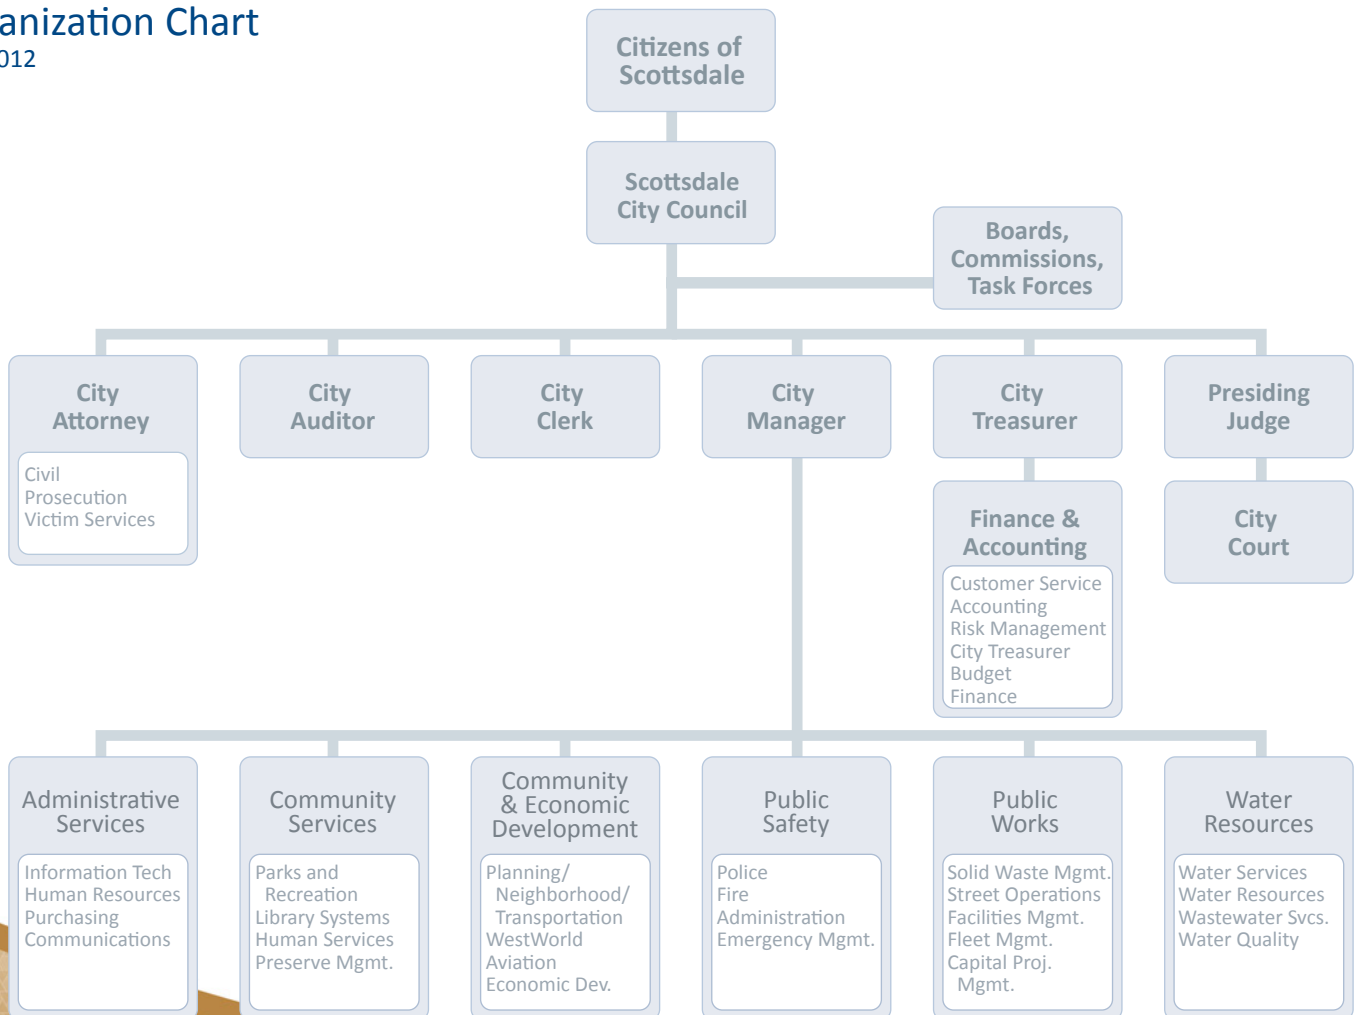 anization Chart
012
Citizens of
Scottsdale
Scottsdale
City Council
Boards,
Commissions,
Task Forces
City
Attorney
Civil
Prosecution
Victim Services
City
Auditor
City
Clerk
City
Manager
City
Treasurer
Presiding
Judge
Finance &
Accounting
Customer Service
Accounting
Risk Management
City Treasurer
Budget
Finance
City
Court
Administrative
Services
Information Tech
Human Resources
Purchasing
Communications
Community
Services
Parks and
Recreation
Library Systems
Human Services
Preserve Mgmt.
Community
& Economic
Development
Planning/
Neighborhood/
Transportation
WestWorld
Aviation
Economic Dev.
Public
Safety
Police
Fire
Administration
Emergency Mgmt.
Public
Works
Solid Waste Mgmt.
Street Operations
Facilities Mgmt.
Fleet Mgmt.
Capital Proj.
Mgmt.
Water
Resources
Water Services
Water Resources
Wastewater Svcs.
Water Quality